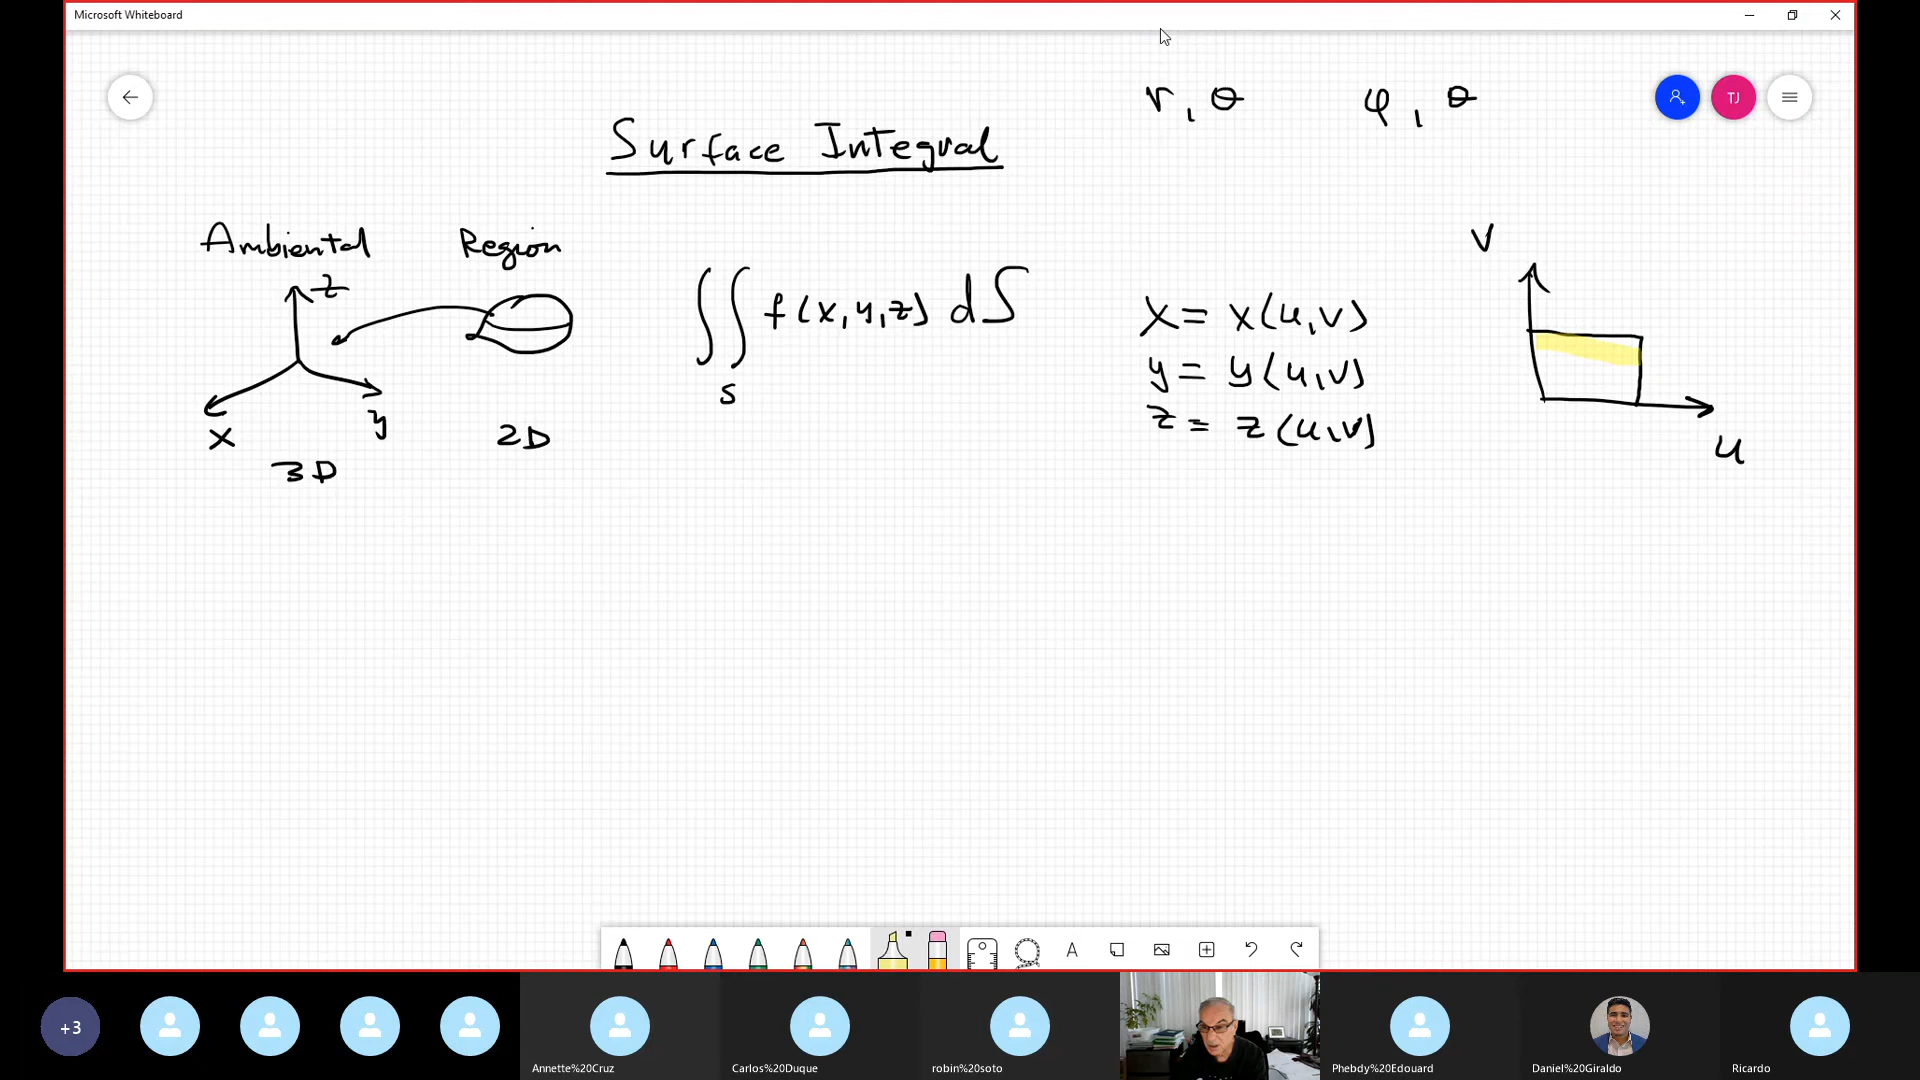 Microsoft Whiteboard
r, θ φ, θ
TJ
Surface Integral
Ambiental Region
z
x y
3D 2D
∬ f(x,y,z) dS
S
x = x(u,v)
y = y(u,v)
z = z(u,v)
v
u
A
+3
Annette%20Cruz
Carlos%20Duque
robin%20soto
Phebdy%20Edouard
Daniel%20Giraldo
Ricardo